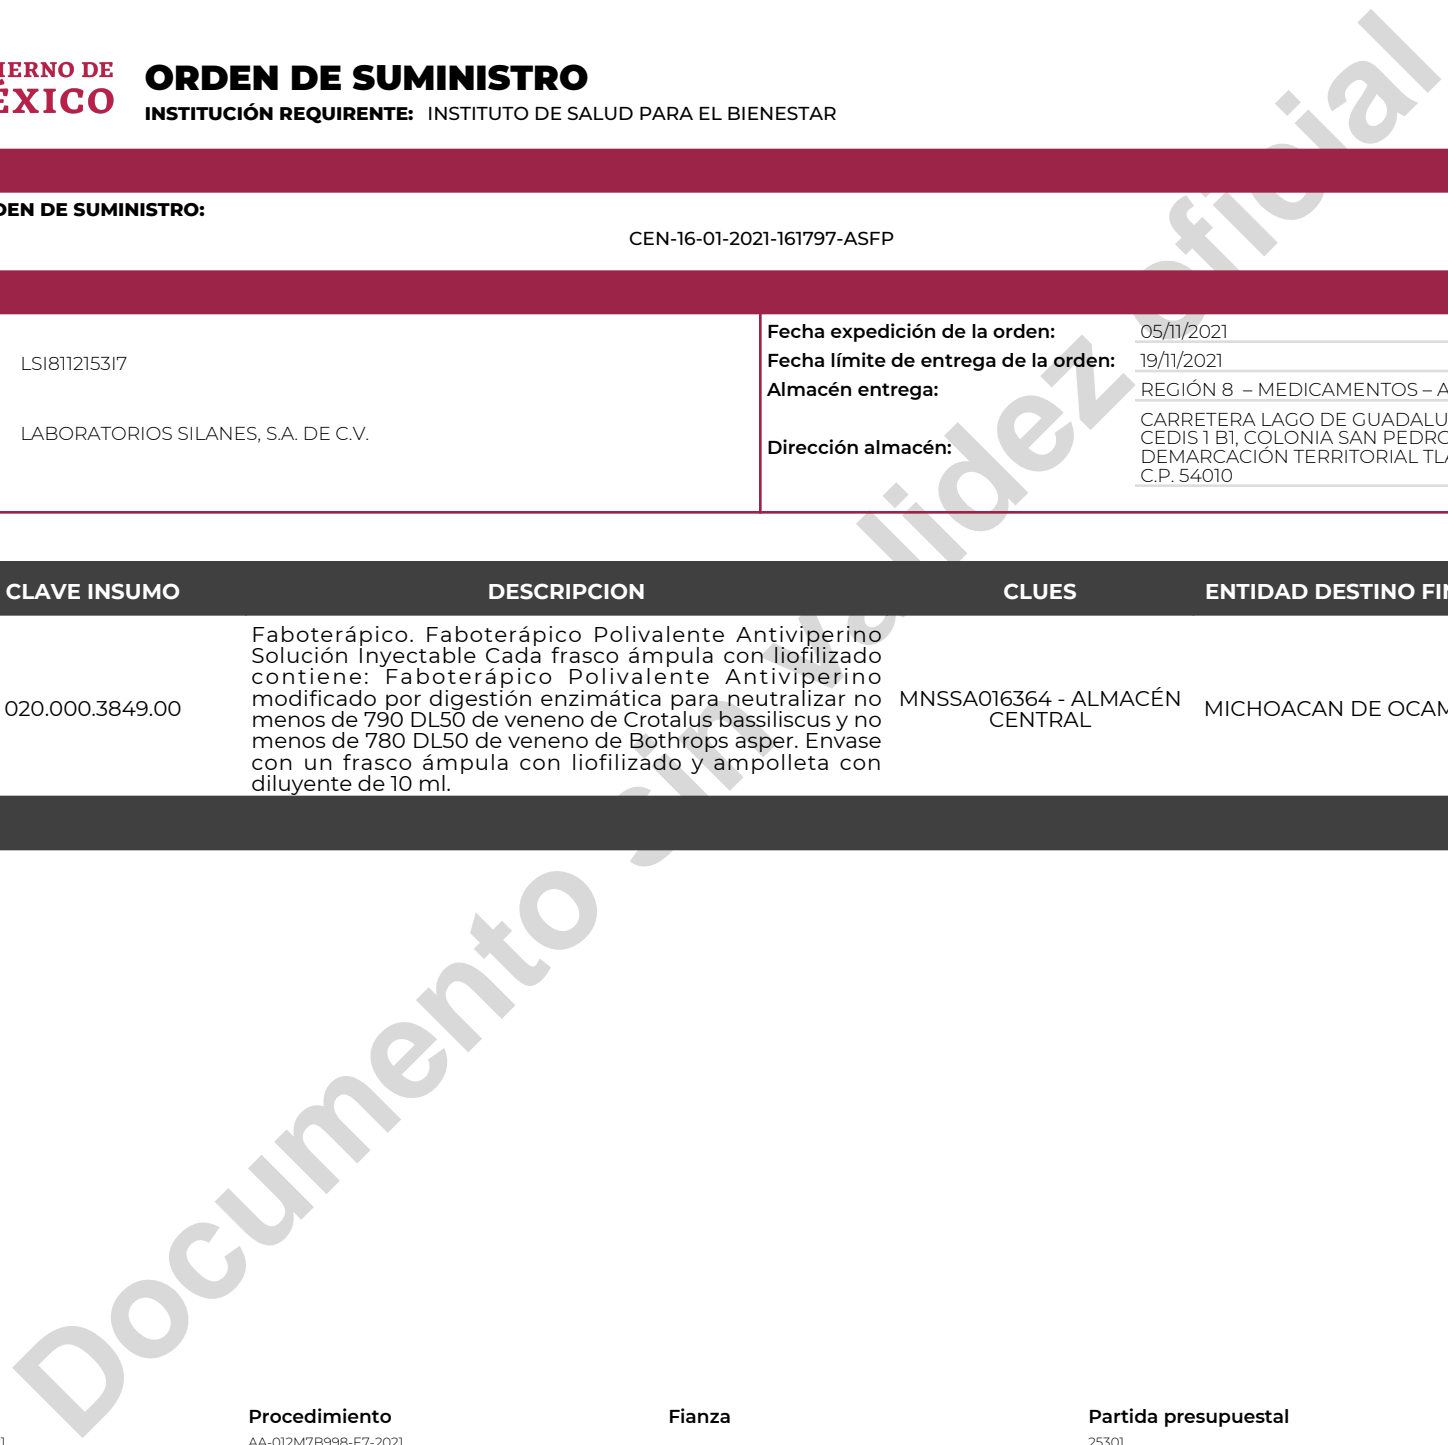 IERNO DE
ÉXICO
ORDEN DE SUMINISTRO
INSTITUCIÓN REQUIRENTE: INSTITUTO DE SALUD PARA EL BIENESTAR
DEN DE SUMINISTRO:
CEN-16-01-2021-161797-ASFP
LSI811215317
LABORATORIOS SILANES, S.A. DE C.V.
Fecha expedición de la orden: 05/11/2021
Fecha límite de entrega de la orden: 19/11/2021
Almacén entrega: REGIÓN 8 – MEDICAMENTOS – A
Dirección almacén:
CARRETERA LAGO DE GUADALU
CEDIS 1 B1, COLONIA SAN PEDRO
DEMARCACIÓN TERRITORIAL TLA
C.P. 54010
CLAVE INSUMO DESCRIPCION CLUES ENTIDAD DESTINO FIN
020.000.3849.00
Faboterápico. Faboterápico Polivalente Antiviperino
Solución Inyectable Cada frasco ámpula con liofilizado
contiene: Faboterápico Polivalente Antiviperino
modificado por digestión enzimática para neutralizar no
menos de 790 DL50 de veneno de Crotalus bassiliscus y no
menos de 780 DL50 de veneno de Bothrops asper. Envase
con un frasco ámpula con liofilizado y ampolleta con
diluyente de 10 ml.
MNSSA016364 - ALMACÉN
CENTRAL
MICHOACAN DE OCAM
Documento sin validez oficial
Procedimiento Fianza Partida presupuestal
1 AA-012M7B998-E7-2021 25301